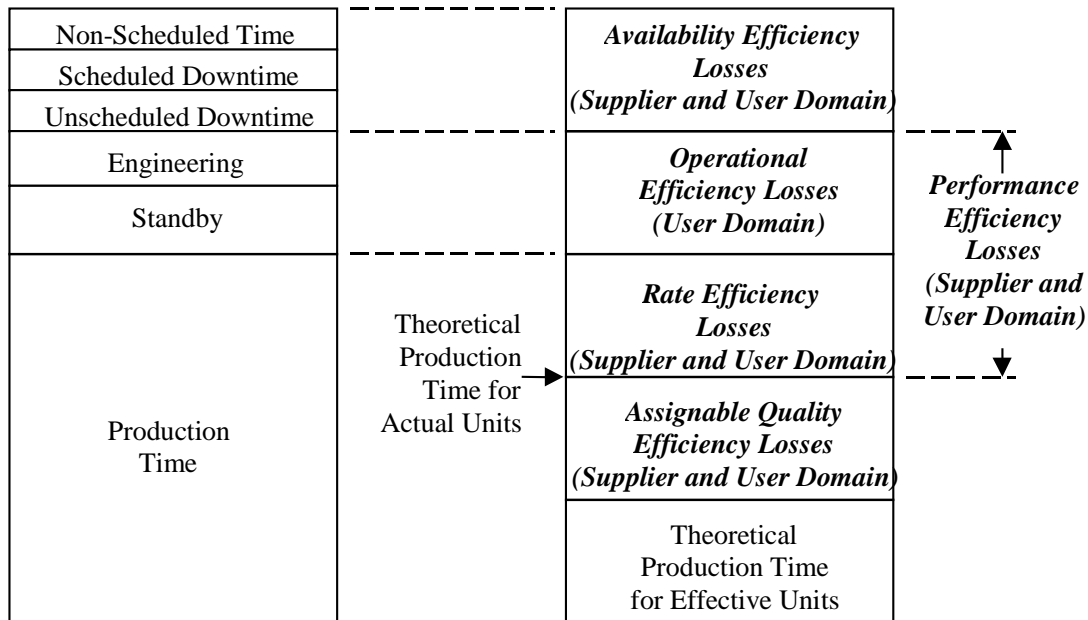 Non-Scheduled Time
Scheduled Downtime
Unscheduled Downtime
Engineering
Standby
Production
Time
Theoretical
Production
Time for
Actual Units
Availability Efficiency
Losses
(Supplier and User Domain)
Operational
Efficiency Losses
(User Domain)
Rate Efficiency
Losses
(Supplier and User Domain)
Assignable Quality
Efficiency Losses
(Supplier and User Domain)
Theoretical
Production Time
for Effective Units
Performance
Efficiency
Losses
(Supplier and
User Domain)